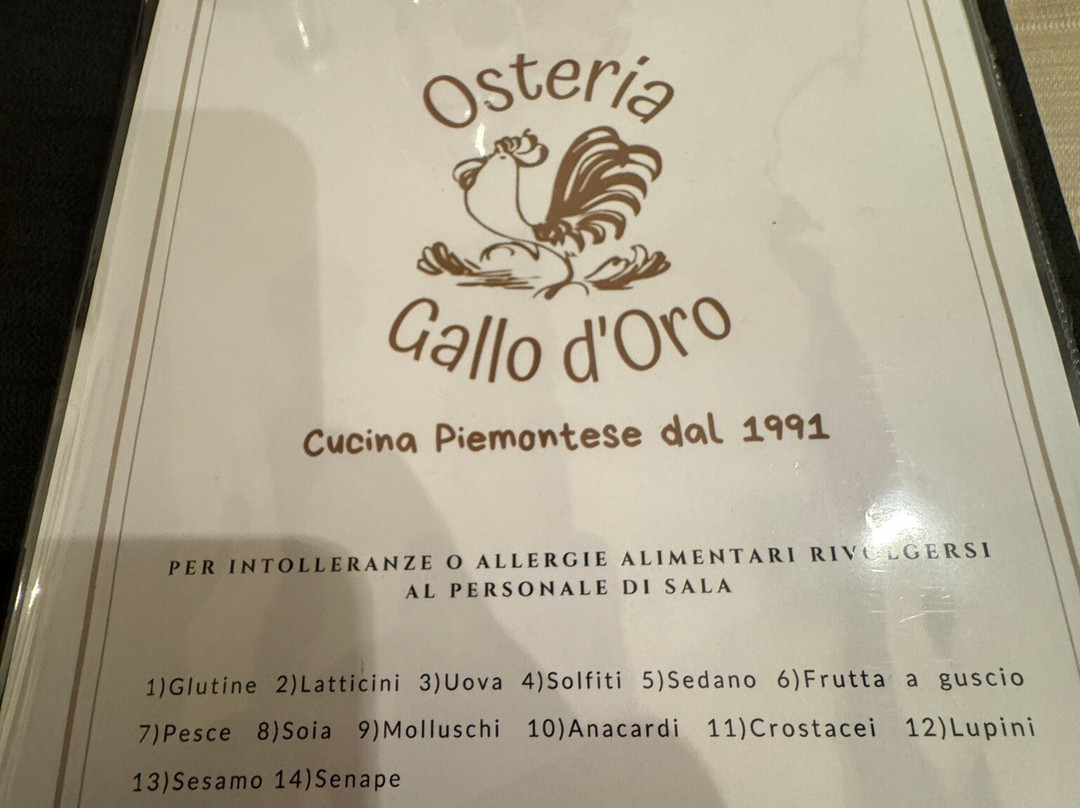 Osteria
Gallo d'Oro
Cucina Piemontese dal 1991
PER INTOLLERANZE O ALLERGIE ALIMENTARI RIVOLGERSI
AL PERSONALE DI SALA
1)Glutine 2)Latticini 3)Uova 4)Solfiti 5)Sedano 6)Frutta a guscio
7)Pesce 8)Soia 9)Molluschi 10)Anacardi 11)Crostacei 12)Lupini
13)Sesamo 14)Senape